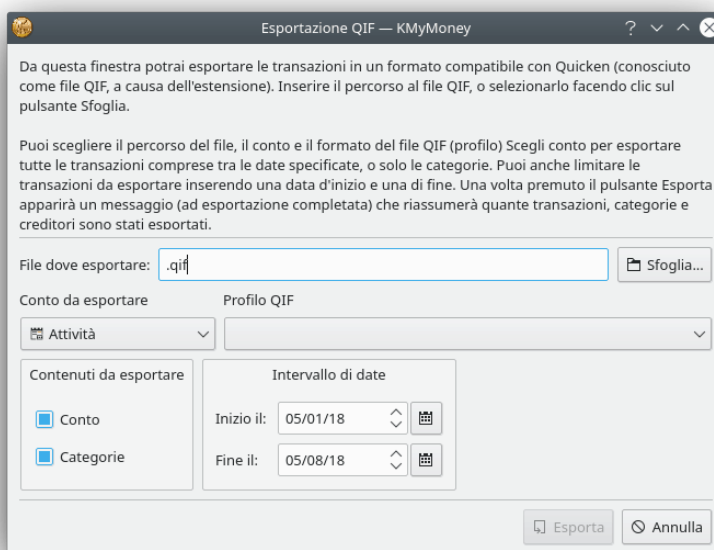 Esportazione QIF — KMyMoney
Da questa finestra potrai esportare le transazioni in un formato compatibile con Quicken (conosciuto
come file QIF, a causa dell'estensione). Inserire il percorso al file QIF, o selezionarlo facendo clic sul
pulsante Sfoglia.
Puoi scegliere il percorso del file, il conto e il formato del file QIF (profilo) Scegli conto per esportare
tutte le transazioni comprese tra le date specificate, o solo le categorie. Puoi anche limitare le
transazioni da esportare inserendo una data d'inizio e una di fine. Una volta premuto il pulsante Esporta
apparirà un messaggio (ad esportazione completata) che riassumerà quante transazioni, categorie e
creditori sono stati esportati.
File dove esportare: .qif Sfoglia...
Conto da esportare Profilo QIF
Attività
Contenuti da esportare Intervallo di date
Conto Inizio il: 05/01/18
Categorie Fine il: 05/08/18
Esporta Annulla